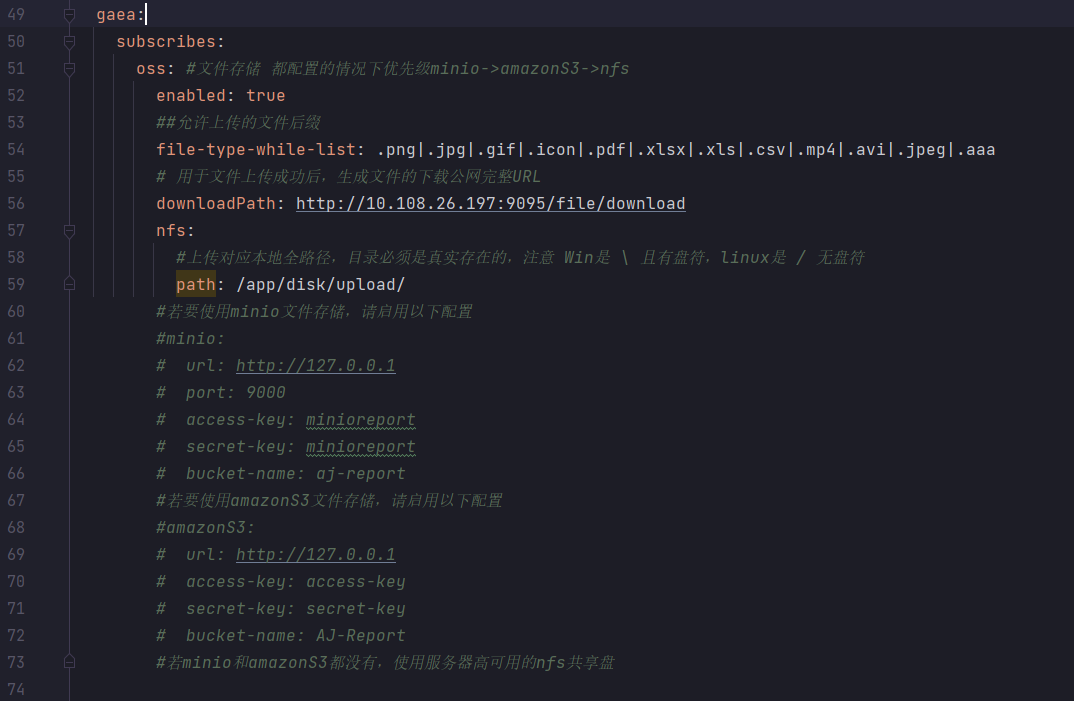 49 gaea:
50 subscribes:
51 oss: #文件存储 都配置的情况下优先级minio->amazonS3->nfs
52 enabled: true
53 ##允许上传的文件后缀
54 file-type-while-list: .png|.jpg|.gif|.icon|.pdf|.xlsx|.xls|.csv|.mp4|.avi|.jpeg|.aaa
55 # 用于文件上传成功后，生成文件的下载公网完整URL
56 downloadPath: http://10.108.26.197:9095/file/download
57 nfs:
58 #上传对应本地全路径，目录必须是真实存在的，注意 Win是 \ 且有盘符，linux是 / 无盘符
59 path: /app/disk/upload/
60 #若要使用minio文件存储，请启用以下配置
61 #minio:
62 #  url: http://127.0.0.1
63 #  port: 9000
64 #  access-key: minioreport
65 #  secret-key: minioreport
66 #  bucket-name: aj-report
67 #若要使用amazonS3文件存储，请启用以下配置
68 #amazonS3:
69 #  url: http://127.0.0.1
70 #  access-key: access-key
71 #  secret-key: secret-key
72 #  bucket-name: AJ-Report
73 #若minio和amazonS3都没有，使用服务器高可用的nfs共享盘
74